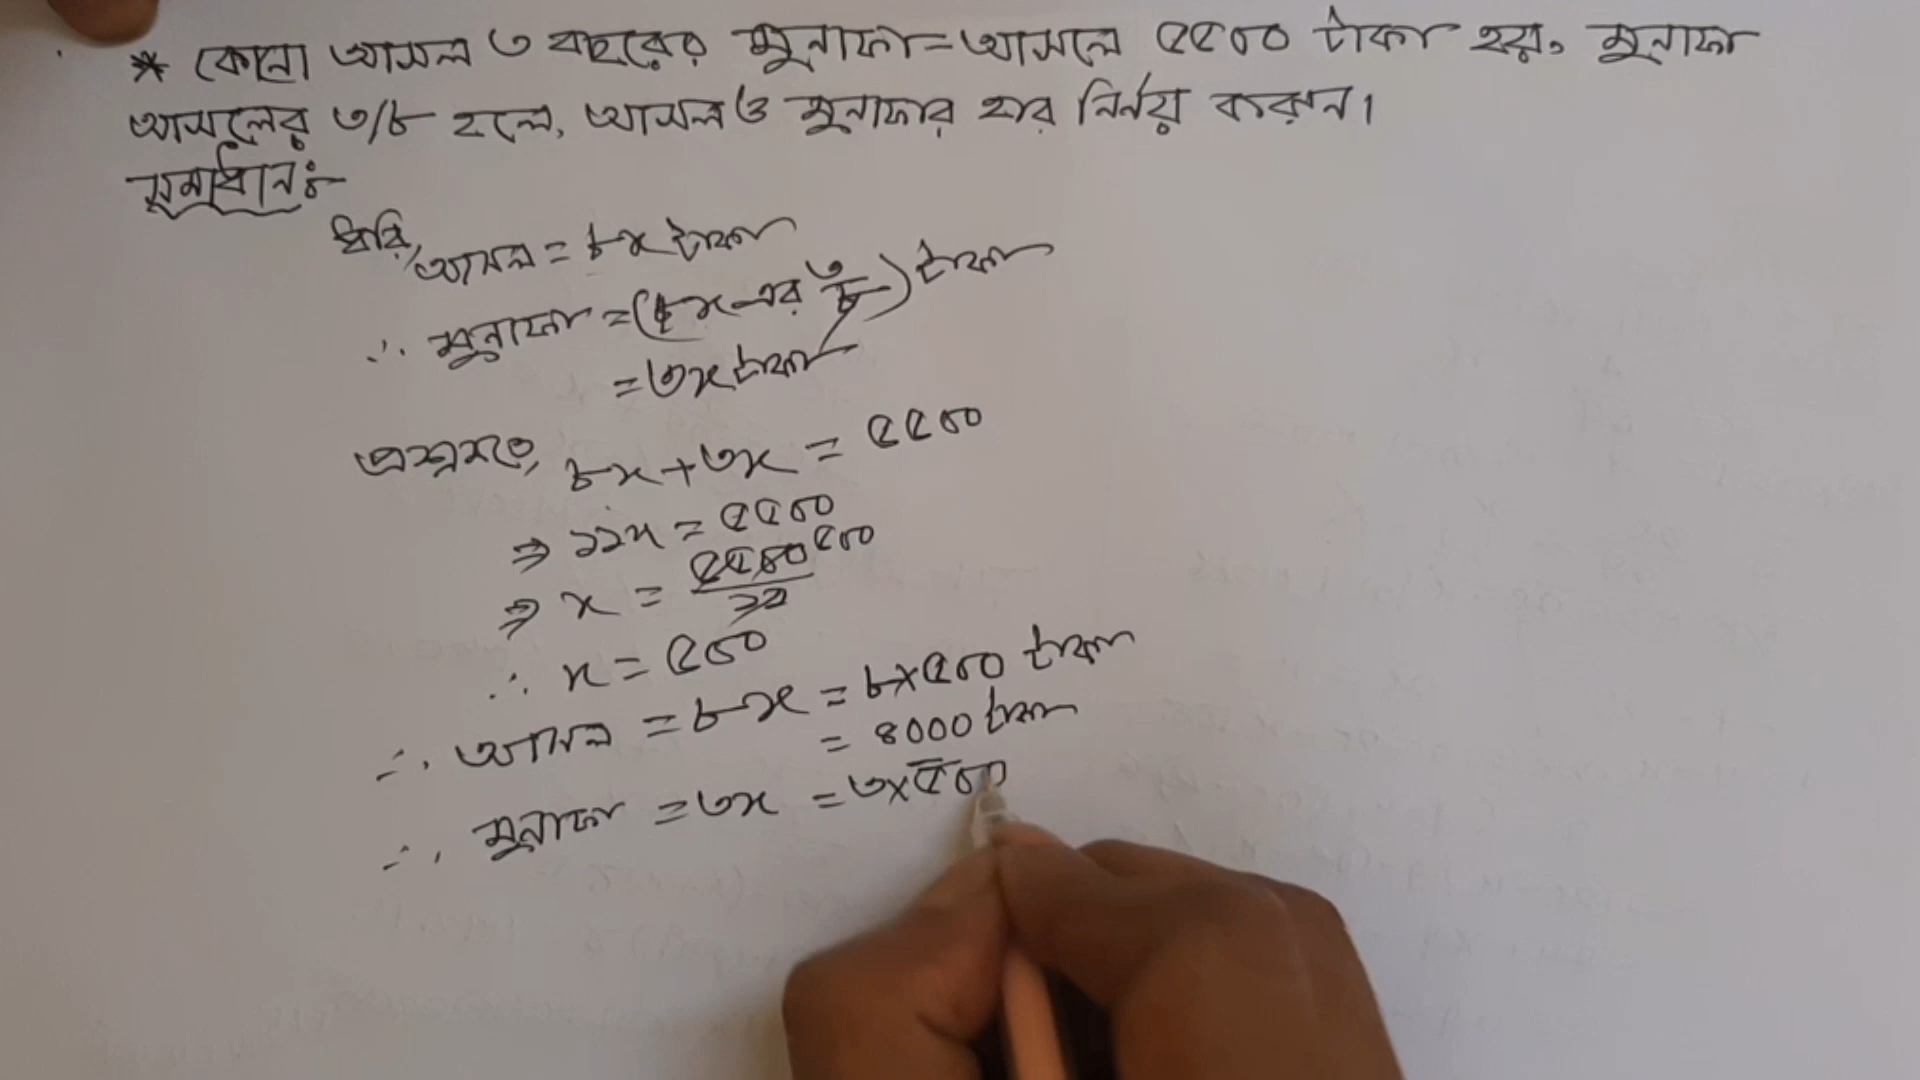 * কোনো আসল ৩ বছরের মুনাফা-আসলে ৫৫০০ টাকা হয়, মুনাফা
আসলের ৩/৮ হলে, আসল ও মুনাফার হার নির্নয় করুন।
সমাধান:-
ধরি, আসল = ৮x টাকা
∴ মুনাফা = (৮x এর ৩/৮) টাকা
= ৩x টাকা
প্রশ্নমতে, ৮x + ৩x = ৫৫০০
⇒ ১১x = ৫৫০০
⇒ x = ৫৫০০/১১ ৫০০
∴ x = ৫০০
∴ আসল = ৮x = ৮×৫০০ টাকা
= ৪০০০ টাকা
∴ মুনাফা = ৩x = ৩×৫০০